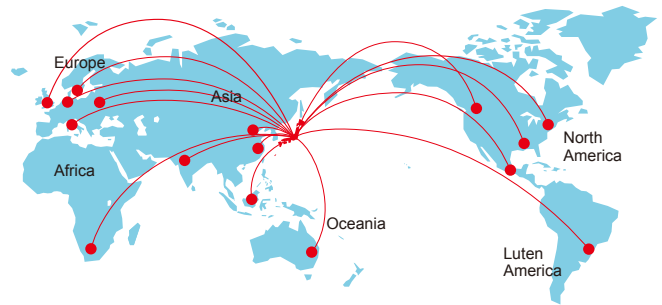 Europe
Asia
Africa
North
America
Oceania
Luten
America